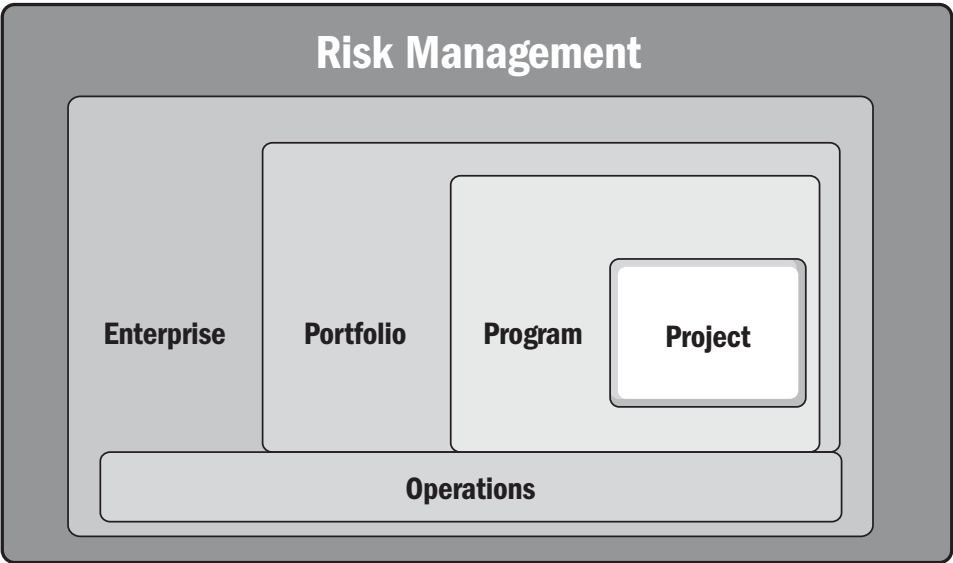 Risk Management
Enterprise
Portfolio
Program
Project
Operations